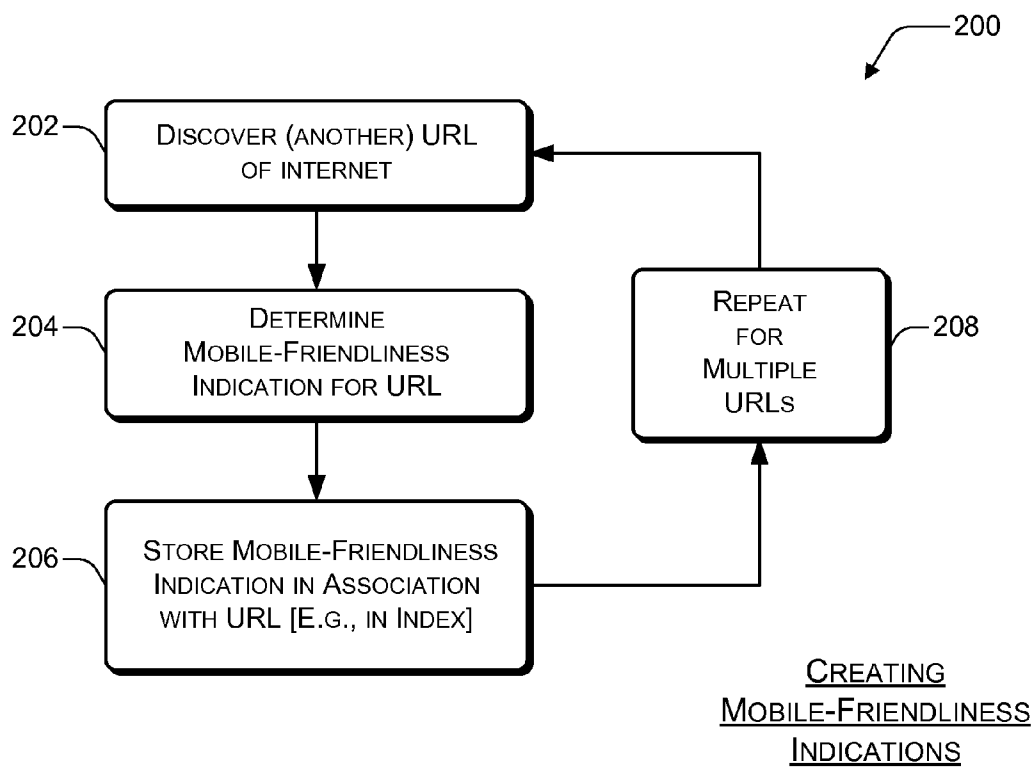 200
202
DISCOVER (ANOTHER) URL
OF INTERNET
204
DETERMINE
MOBILE-FRIENDLINESS
INDICATION FOR URL
REPEAT
FOR
MULTIPLE
URLS
208
206
STORE MOBILE-FRIENDLINESS
INDICATION IN ASSOCIATION
WITH URL [E.G., IN INDEX]
CREATING
MOBILE-FRIENDLINESS
INDICATIONS